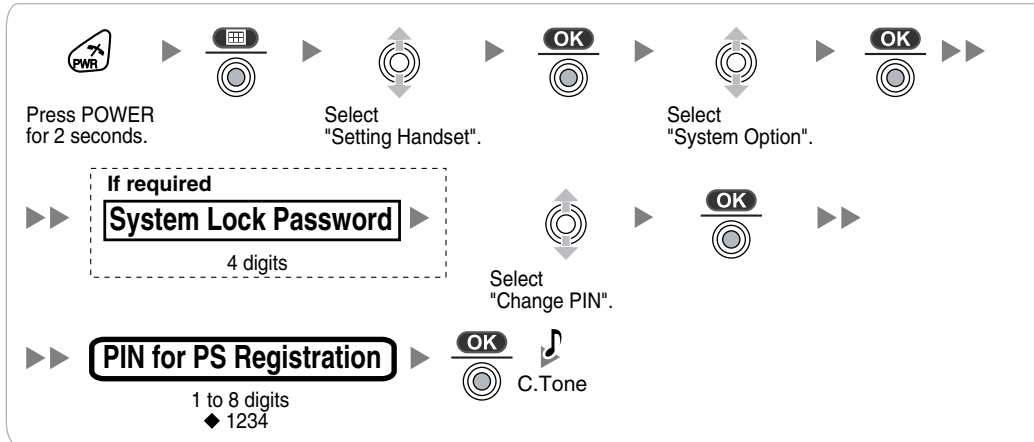 PWR
OK
OK
Press POWER
for 2 seconds.
Select
"Setting Handset".
Select
"System Option".
If required
System Lock Password
4 digits
OK
Select
"Change PIN".
PIN for PS Registration
1 to 8 digits
◆ 1234
OK
C.Tone